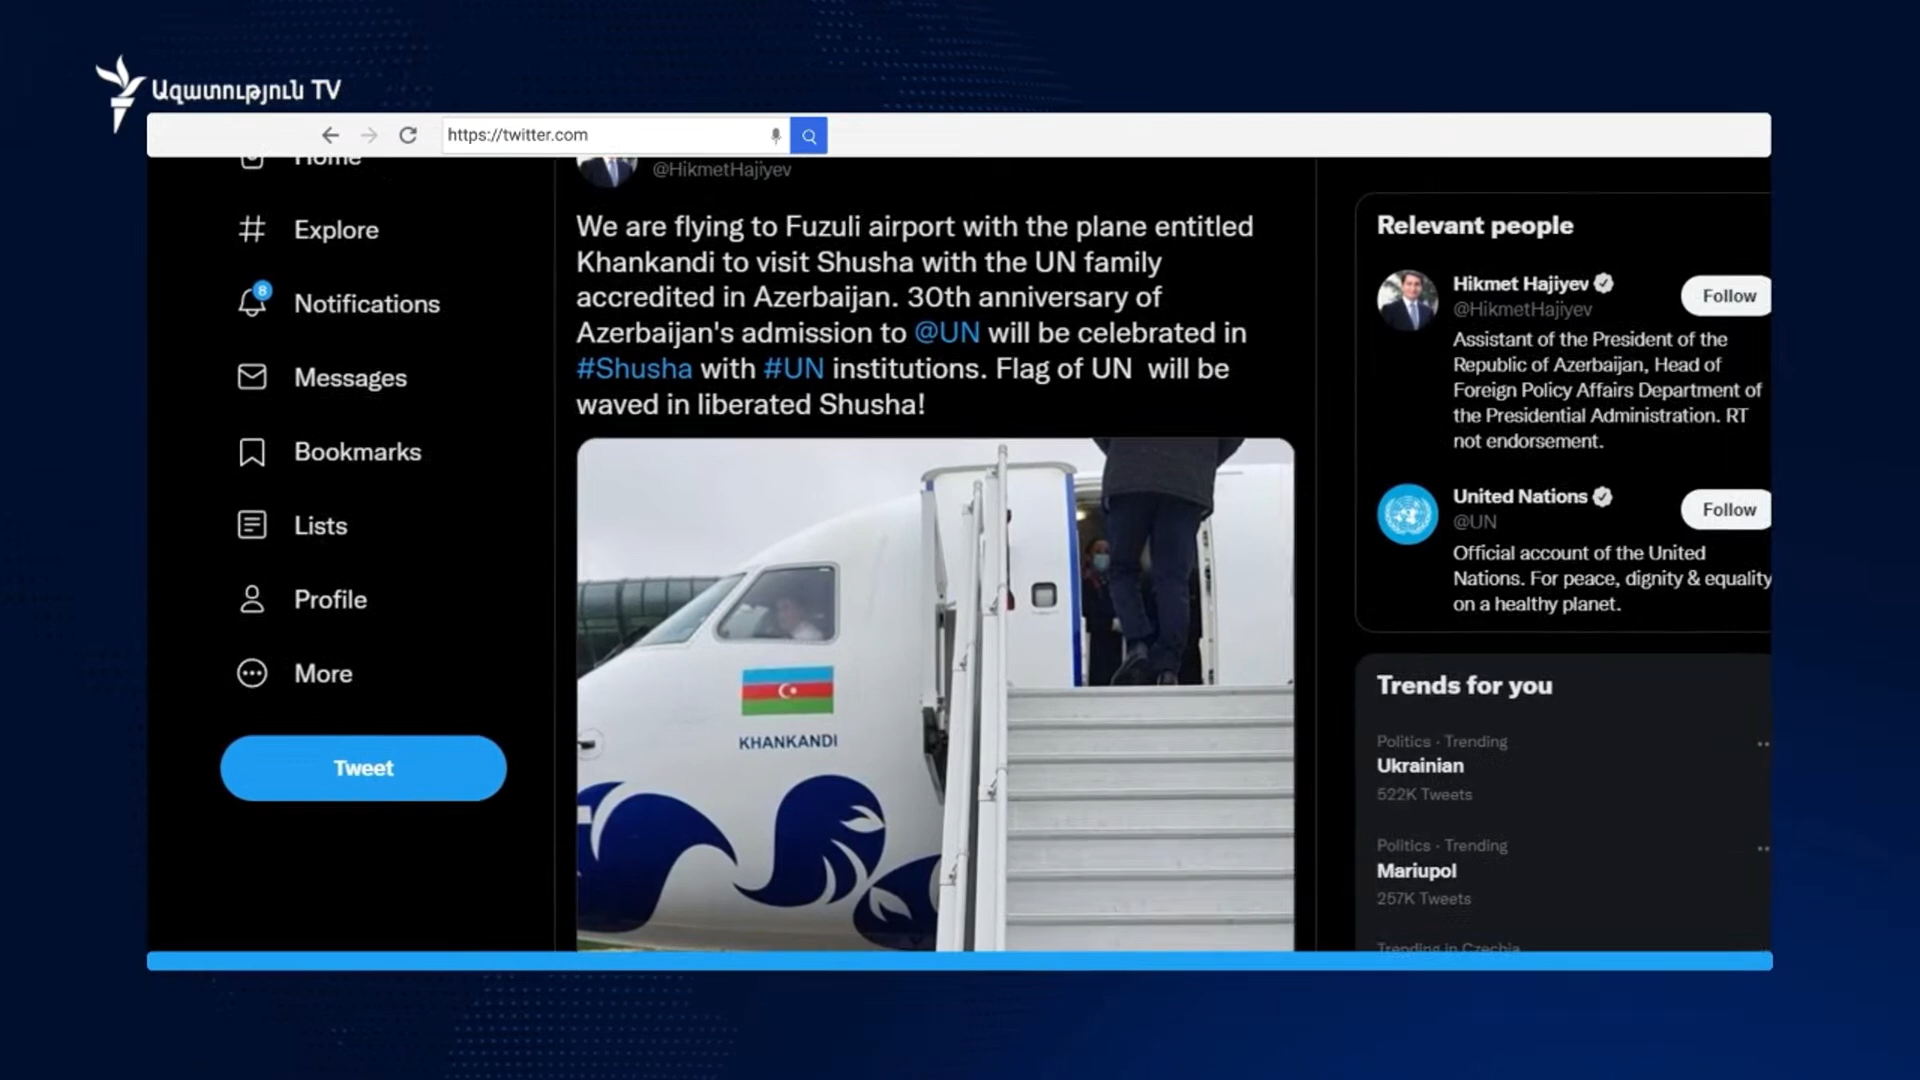 Ազատություն TV
https://twitter.com
Home
Explore
Notifications
8
Messages
Bookmarks
Lists
Profile
More
Tweet
@HikmetHajiyev
We are flying to Fuzuli airport with the plane entitled
Khankandi to visit Shusha with the UN family
accredited in Azerbaijan. 30th anniversary of
Azerbaijan's admission to @UN will be celebrated in
#Shusha with #UN institutions. Flag of UN will be
waved in liberated Shusha!
KHANKANDI
Relevant people
Hikmet Hajiyev
@HikmetHajiyev
Follow
Assistant of the President of the
Republic of Azerbaijan, Head of
Foreign Policy Affairs Department of
the Presidential Administration. RT
not endorsement.
United Nations
@UN
Follow
Official account of the United
Nations. For peace, dignity & equality
on a healthy planet.
Trends for you
Politics · Trending
Ukrainian
522K Tweets
Politics · Trending
Mariupol
257K Tweets
Trending in Czechia